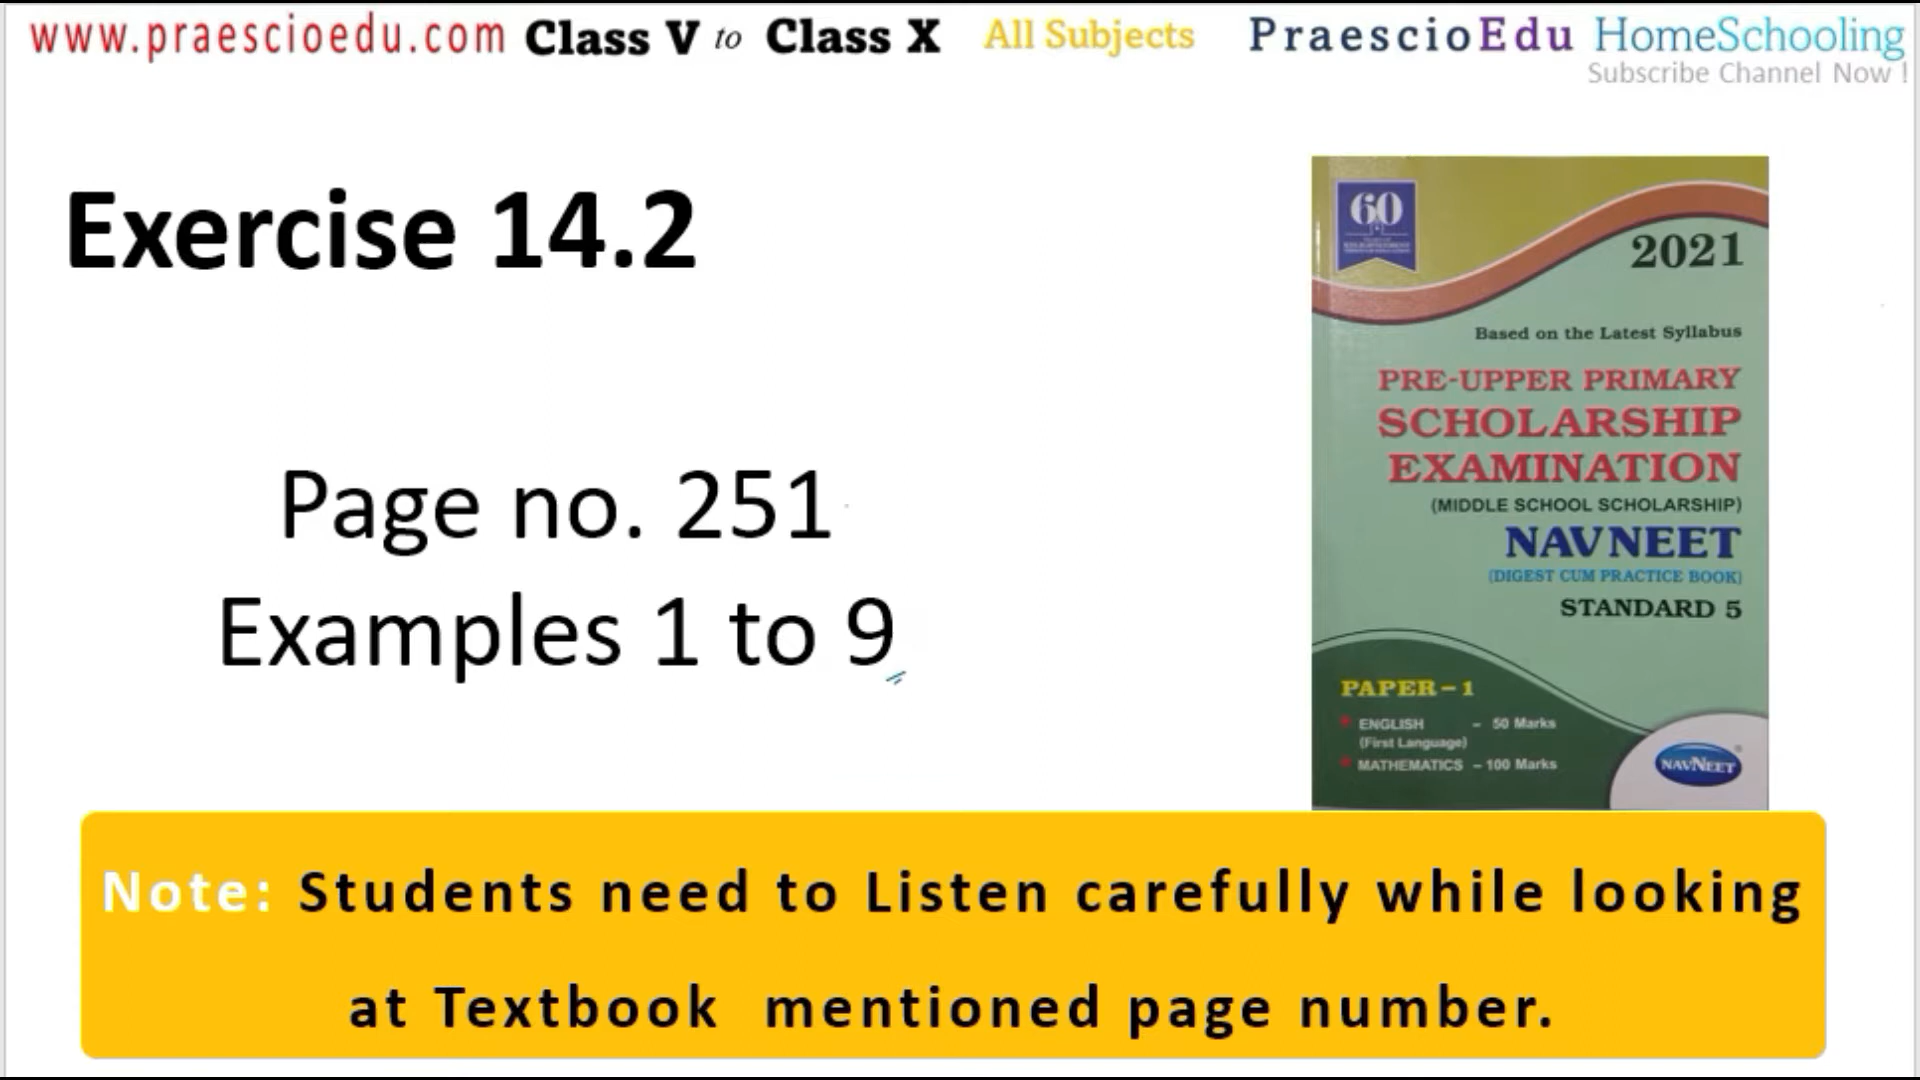 www.praescioedu.com Class V to Class X All Subjects PraescioEdu HomeSchooling
Subscribe Channel Now !
Exercise 14.2
Page no. 251
Examples 1 to 9
60
2021
Based on the Latest Syllabus
PRE-UPPER PRIMARY
SCHOLARSHIP
EXAMINATION
(MIDDLE SCHOOL SCHOLARSHIP)
NAVNEET
(DIGEST CUM PRACTICE BOOK)
STANDARD 5
PAPER – 1
ENGLISH – 50 Marks
(First Language)
MATHEMATICS – 100 Marks
NAVNEET
Note: Students need to Listen carefully while looking
at Textbook mentioned page number.